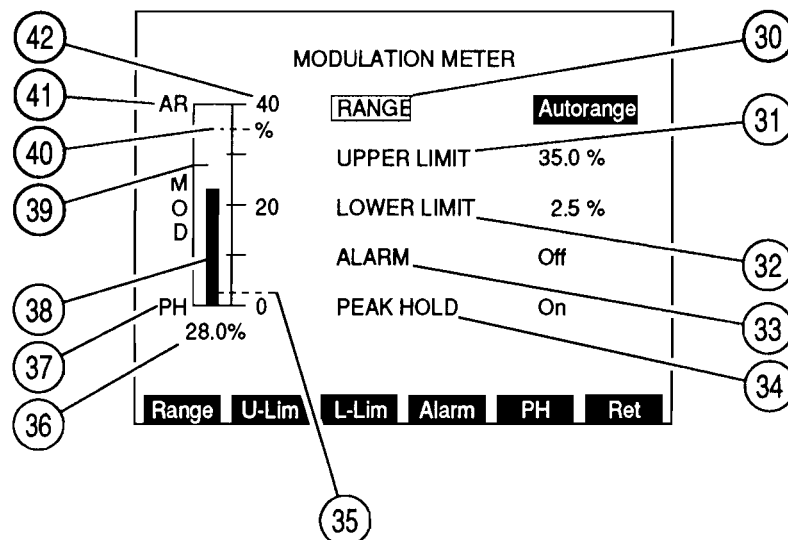 42
30
MODULATION METER
41
AR
40
RANGE
Autorange
40
%
31
UPPER LIMIT
35.0 %
39
M
O
D
20
LOWER LIMIT
2.5 %
32
38
ALARM
Off
PH
0
PEAK HOLD
On
33
37
28.0%
34
36
Range
U-Lim
L-Lim
Alarm
PH
Ret
35